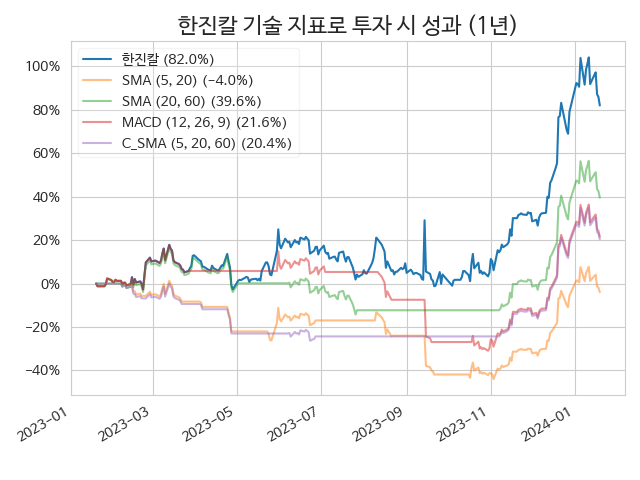 한진칼 기술 지표로 투자 시 성과 (1년)
한진칼 (82.0%)
SMA (5, 20) (−4.0%)
SMA (20, 60) (39.6%)
MACD (12, 26, 9) (21.6%)
C_SMA (5, 20, 60) (20.4%)
100%
80%
60%
40%
20%
0%
−20%
−40%
2023−01
2023−03
2023−05
2023−07
2023−09
2023−11
2024−01